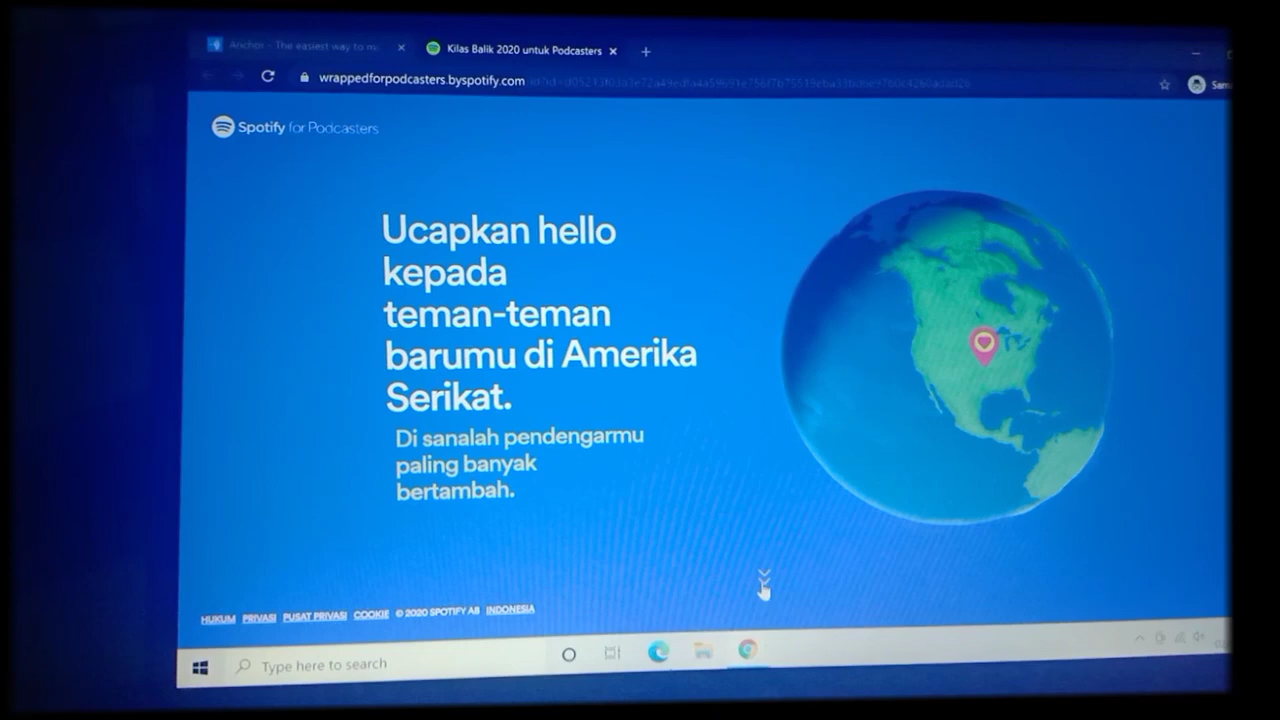 Anchor - The easiest way to m
Kilas Balik 2020 untuk Podcasters
wrappedforpodcasters.byspotify.com
Sam
Spotify for Podcasters
Ucapkan hello
kepada
teman-teman
barumu di Amerika
Serikat.
Di sanalah pendengarmu
paling banyak
bertambah.
HUKUM PRIVASI PUSAT PRIVASI COOKIE © 2020 SPOTIFY AB INDONESIA
Type here to search